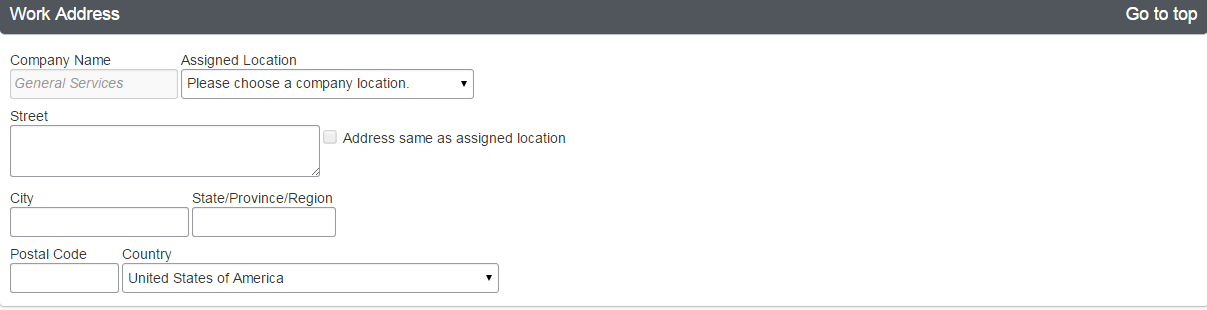 Work Address Go to top
Company Name Assigned Location
General Services Please choose a company location.
Street
Address same as assigned location
City State/Province/Region
Postal Code Country
United States of America